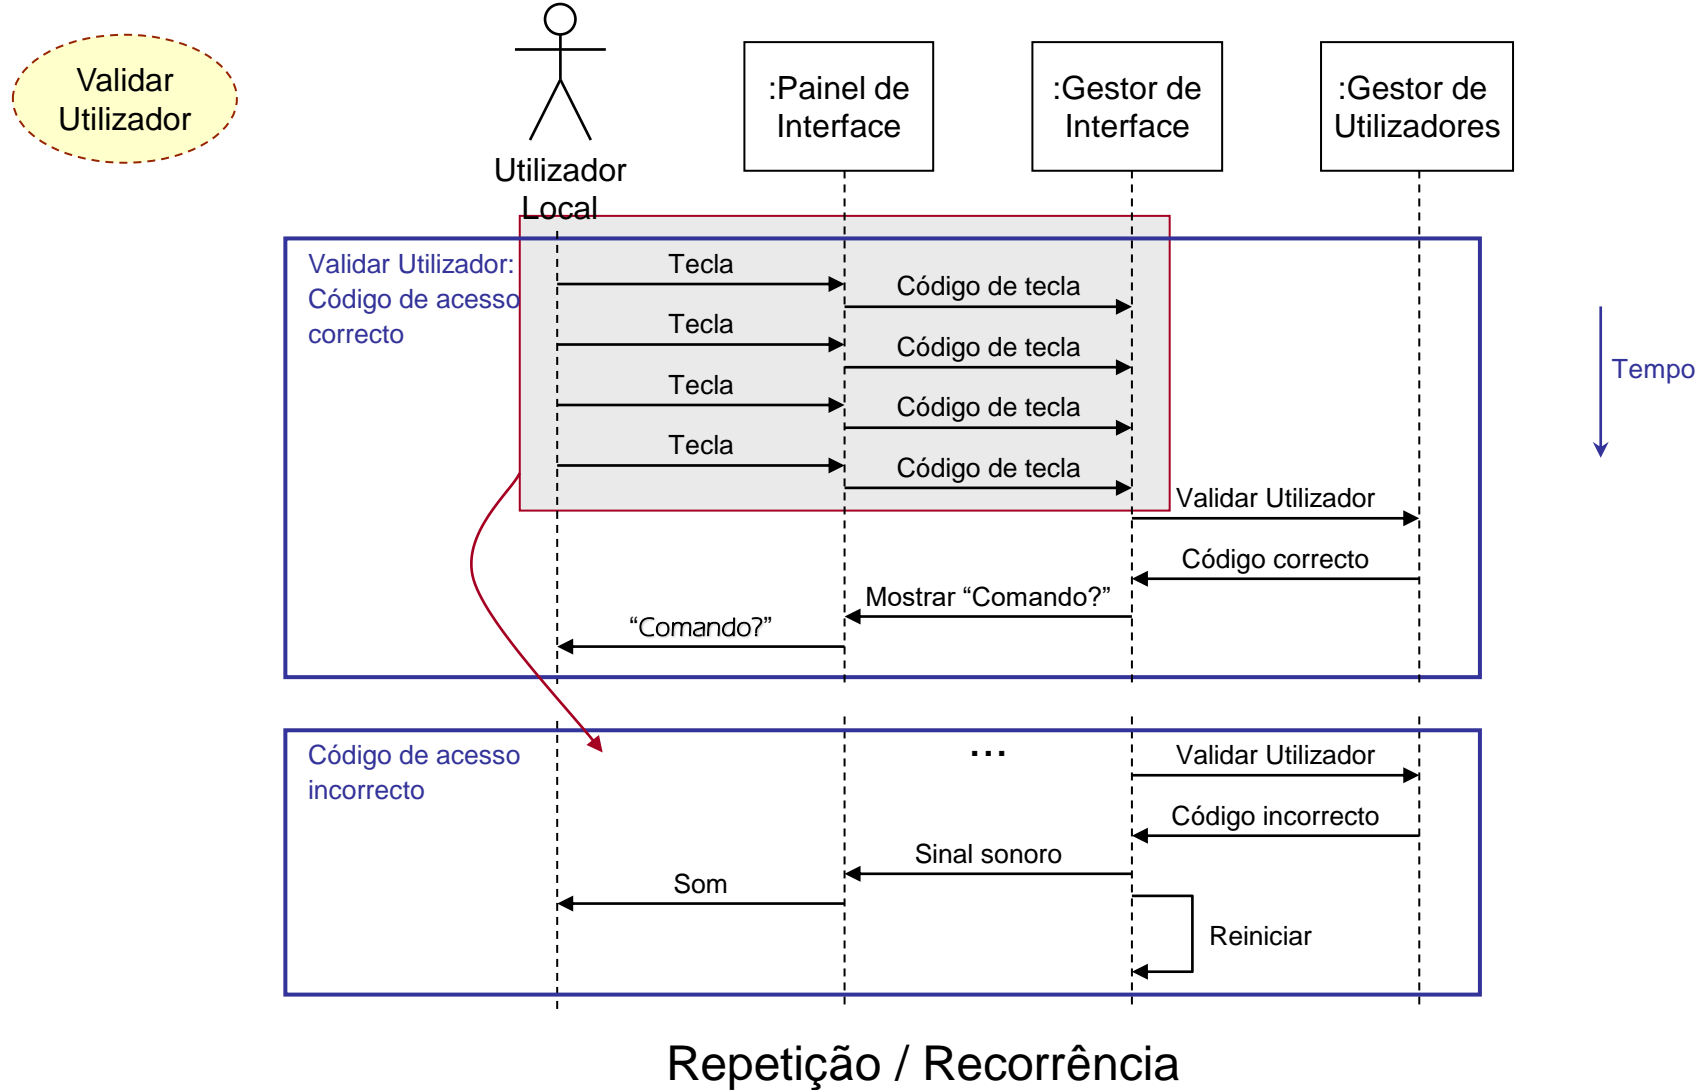 Validar
Utilizador
Utilizador
Local
:Painel de
Interface
:Gestor de
Interface
:Gestor de
Utilizadores
Validar Utilizador:
Código de acesso
correcto
Tecla
Código de tecla
Tecla
Código de tecla
Tecla
Código de tecla
Tecla
Código de tecla
Tempo
Validar Utilizador
Código correcto
Mostrar “Comando?”
“Comando?”
Código de acesso
incorrecto
...
Validar Utilizador
Código incorrecto
Sinal sonoro
Som
Reiniciar
Repetição / Recorrência